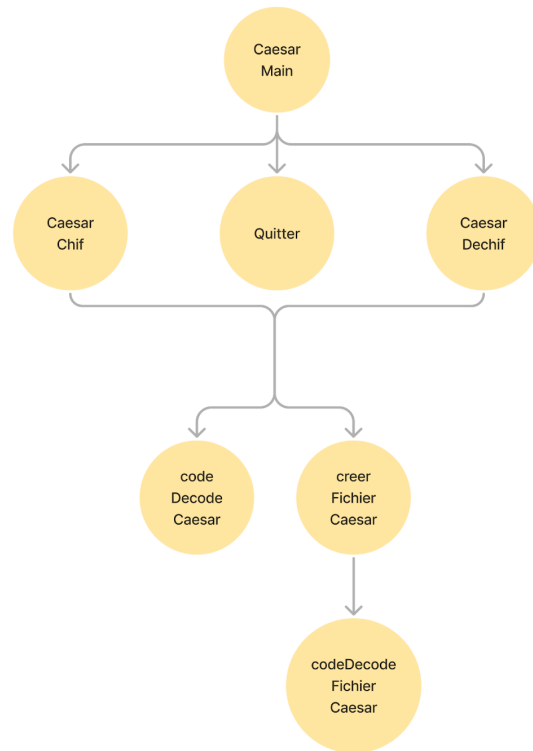 Caesar
Main
Caesar
Chif
Quitter
Caesar
Dechif
code
Decode
Caesar
creer
Fichier
Caesar
codeDecode
Fichier
Caesar